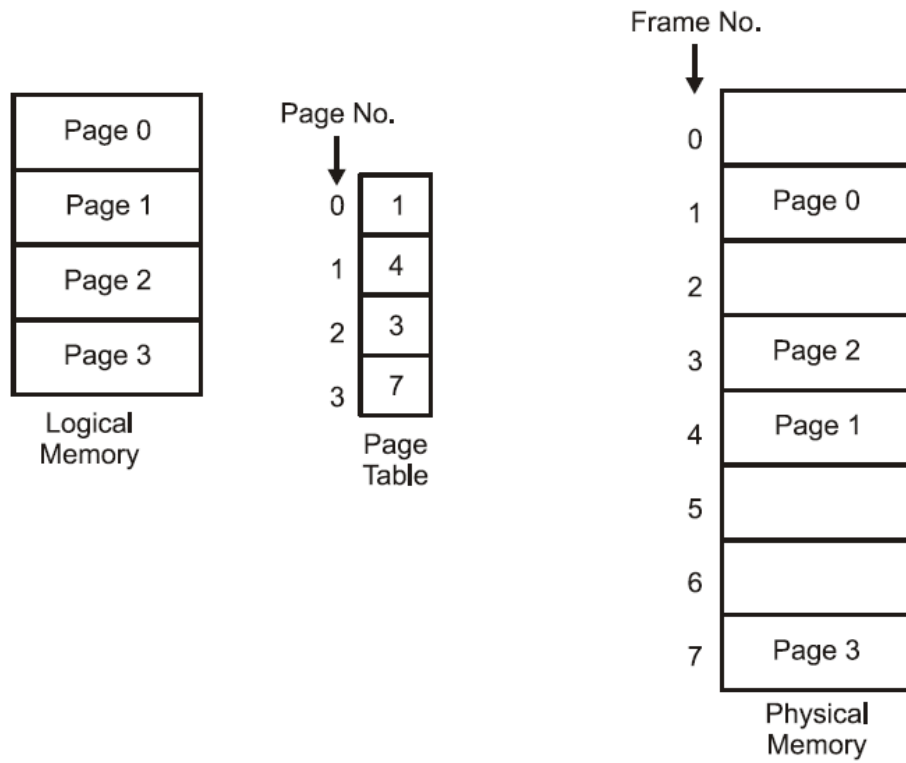 Frame No.
Page No.
Page 0
Page 1
Page 2
Page 3
Logical
Memory
0 1
1 4
2 3
3 7
Page
Table
0
1 Page 0
2
3 Page 2
4 Page 1
5
6
7 Page 3
Physical
Memory